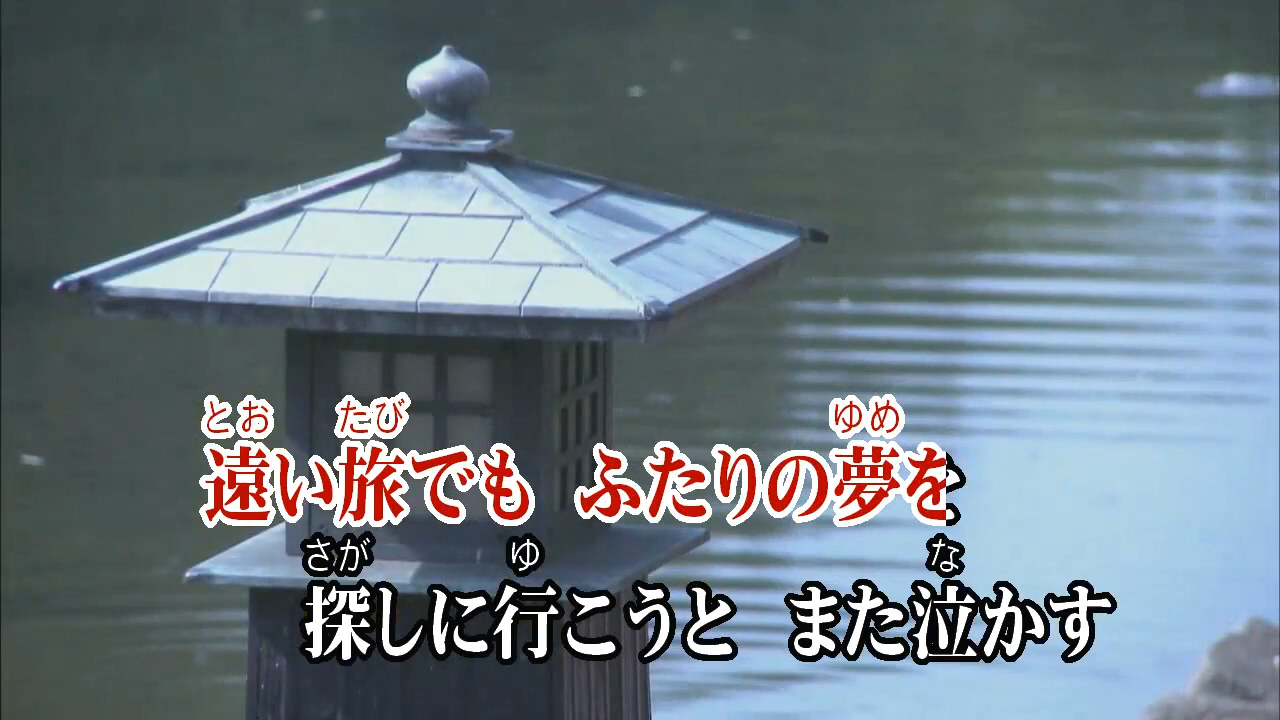 とお たび ゆめ
遠い旅でも ふたりの夢を
さが ゆ な
探しに行こうと また泣かす